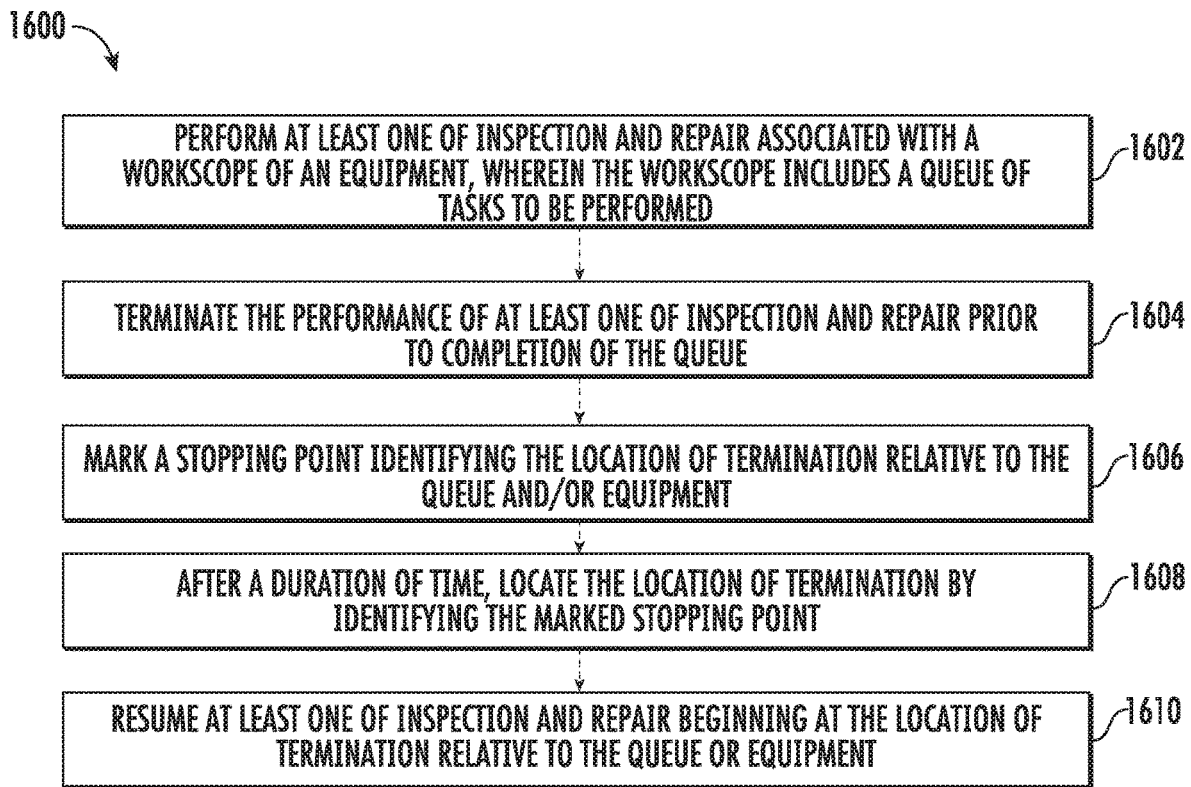 1600
PERFORM AT LEAST ONE OF INSPECTION AND REPAIR ASSOCIATED WITH A
WORKSCOPE OF AN EQUIPMENT, WHEREIN THE WORKSCOPE INCLUDES A QUEUE OF
TASKS TO BE PERFORMED
1602
TERMINATE THE PERFORMANCE OF AT LEAST ONE OF INSPECTION AND REPAIR PRIOR
TO COMPLETION OF THE QUEUE
1604
MARK A STOPPING POINT IDENTIFYING THE LOCATION OF TERMINATION RELATIVE TO THE
QUEUE AND/OR EQUIPMENT
1606
AFTER A DURATION OF TIME, LOCATE THE LOCATION OF TERMINATION BY
IDENTIFYING THE MARKED STOPPING POINT
1608
RESUME AT LEAST ONE OF INSPECTION AND REPAIR BEGINNING AT THE LOCATION OF
TERMINATION RELATIVE TO THE QUEUE OR EQUIPMENT
1610